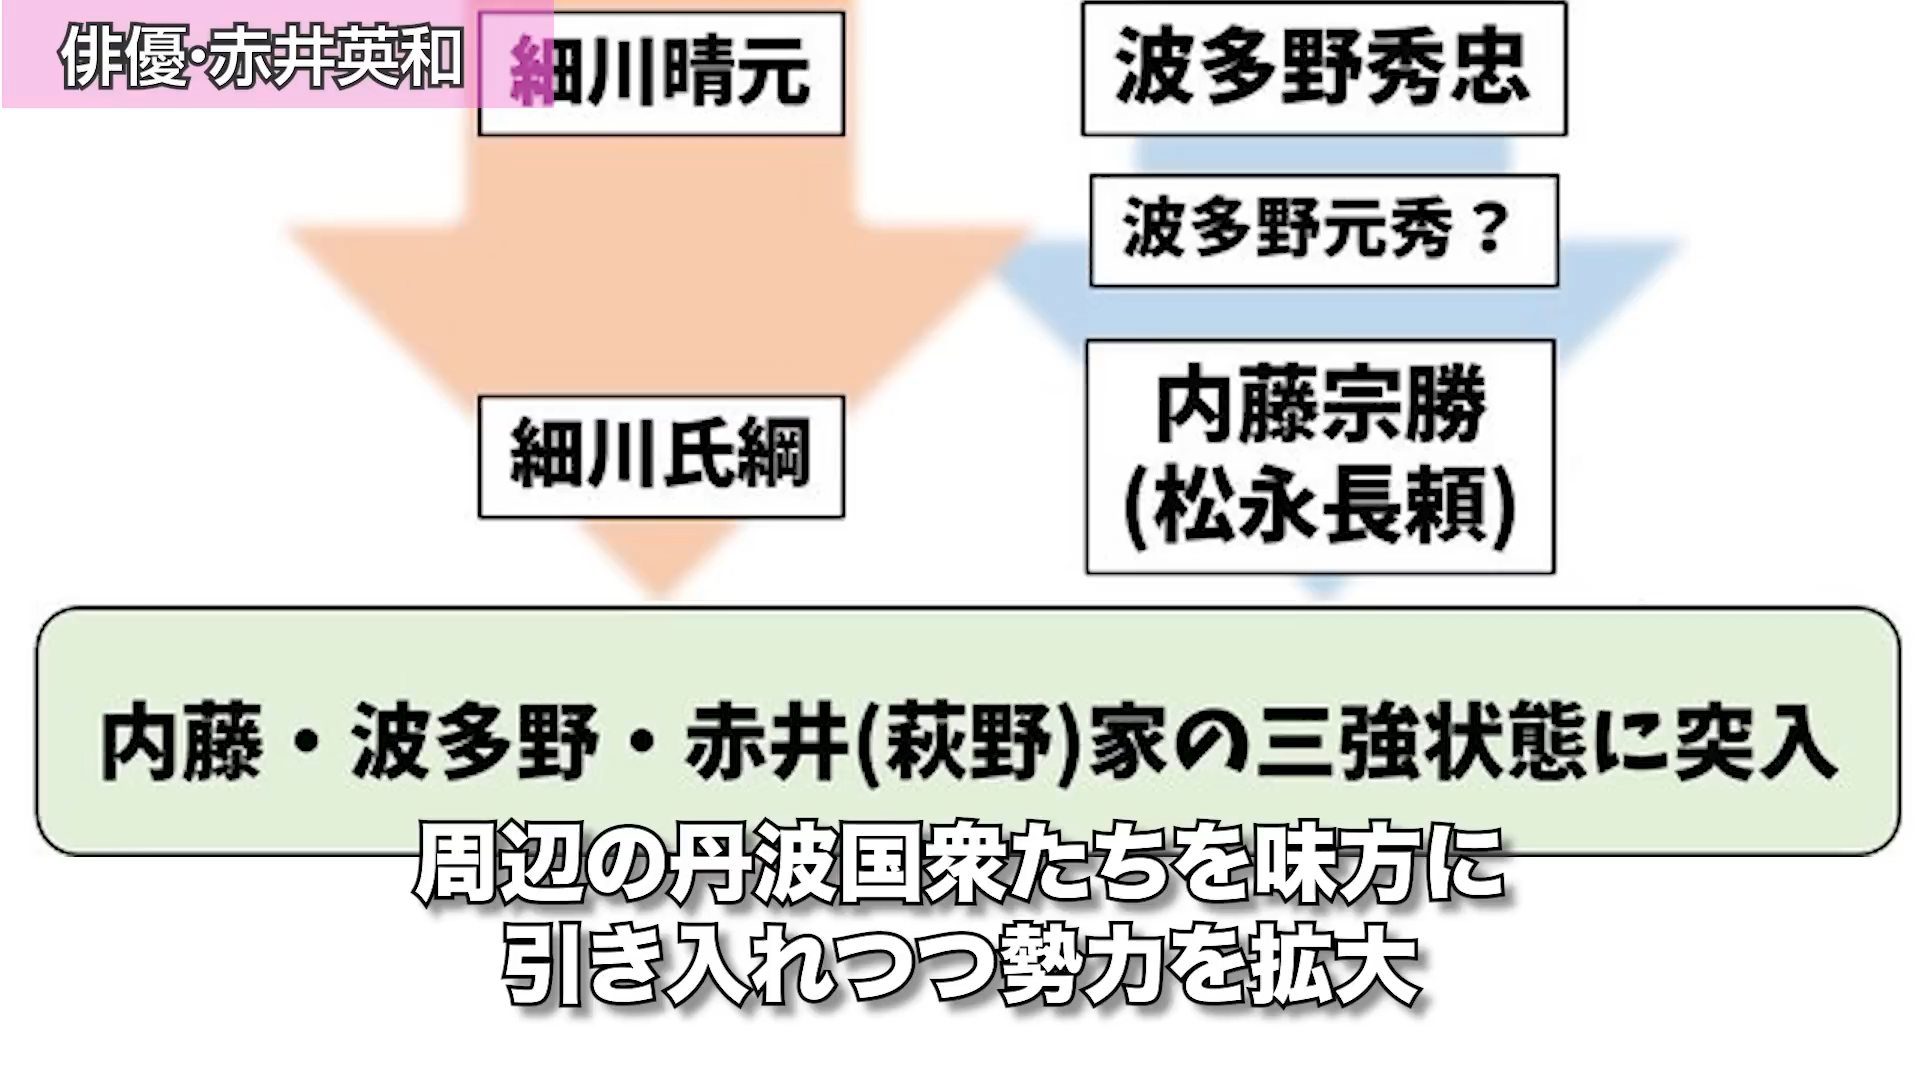 俳優・赤井英和
細川晴元
波多野秀忠
波多野元秀？
細川氏綱
内藤宗勝
(松永長頼)
内藤・波多野・赤井(萩野)家の三強状態に突入
周辺の丹波国衆たちを味方に
引き入れつつ勢力を拡大